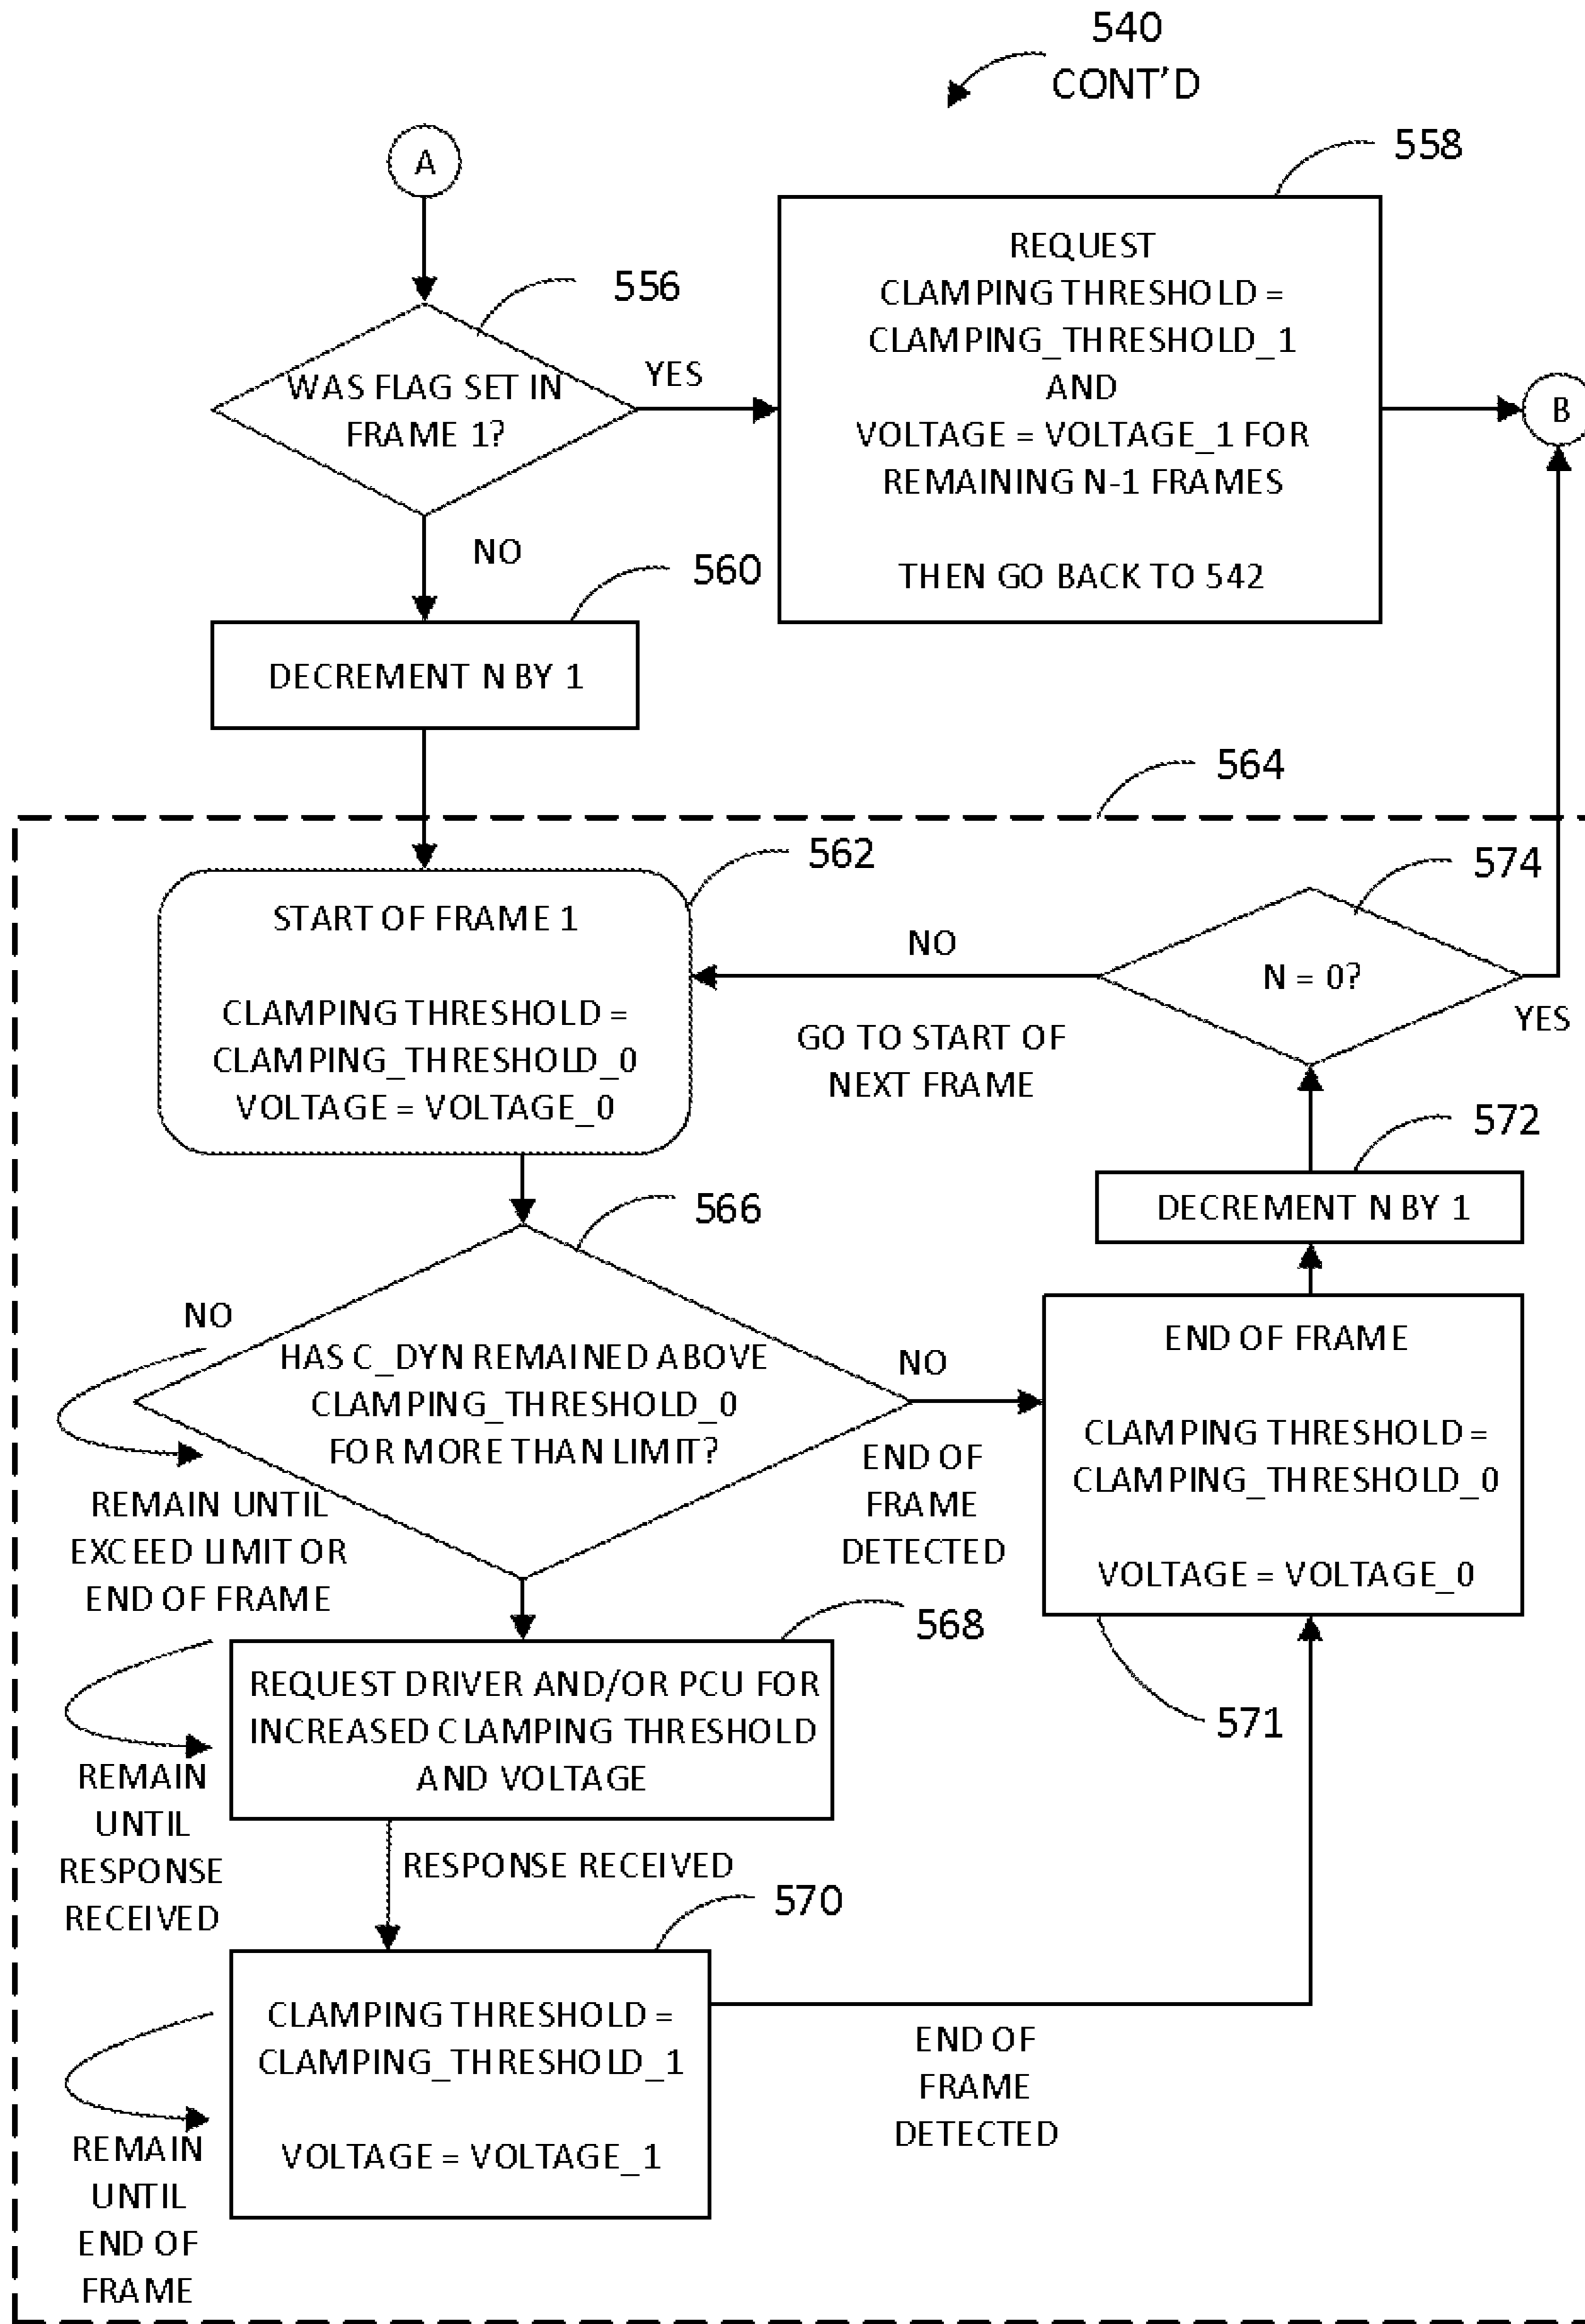 540
CONT'D
A
558
REQUEST
CLAMPING THRESHOLD =
CLAMPING_THRESHOLD_1
AND
VOLTAGE = VOLTAGE_1 FOR
REMAINING N-1 FRAMES
THEN GO BACK TO 542
556
WAS FLAG SET IN
FRAME 1?
YES
B
NO
560
DECREMENT N BY 1
564
562
START OF FRAME 1
CLAMPING THRESHOLD =
CLAMPING_THRESHOLD_0
VOLTAGE = VOLTAGE_0
574
N = 0?
NO
GO TO START OF
NEXT FRAME
YES
572
DECREMENT N BY 1
566
NO
HAS C_DYN REMAINED ABOVE
CLAMPING_THRESHOLD_0
FOR MORE THAN LIMIT?
REMAIN UNTIL
EXCEED LIMIT OR
END OF FRAME
NO
END OF
FRAME
DETECTED
END OF FRAME
CLAMPING THRESHOLD =
CLAMPING_THRESHOLD_0
VOLTAGE = VOLTAGE_0
571
568
REQUEST DRIVER AND/OR PCU FOR
INCREASED CLAMPING THRESHOLD
AND VOLTAGE
REMAIN
UNTIL
RESPONSE
RECEIVED
RESPONSE RECEIVED
570
CLAMPING THRESHOLD =
CLAMPING_THRESHOLD_1
VOLTAGE = VOLTAGE_1
REMAIN
UNTIL
END OF
FRAME
END OF
FRAME
DETECTED